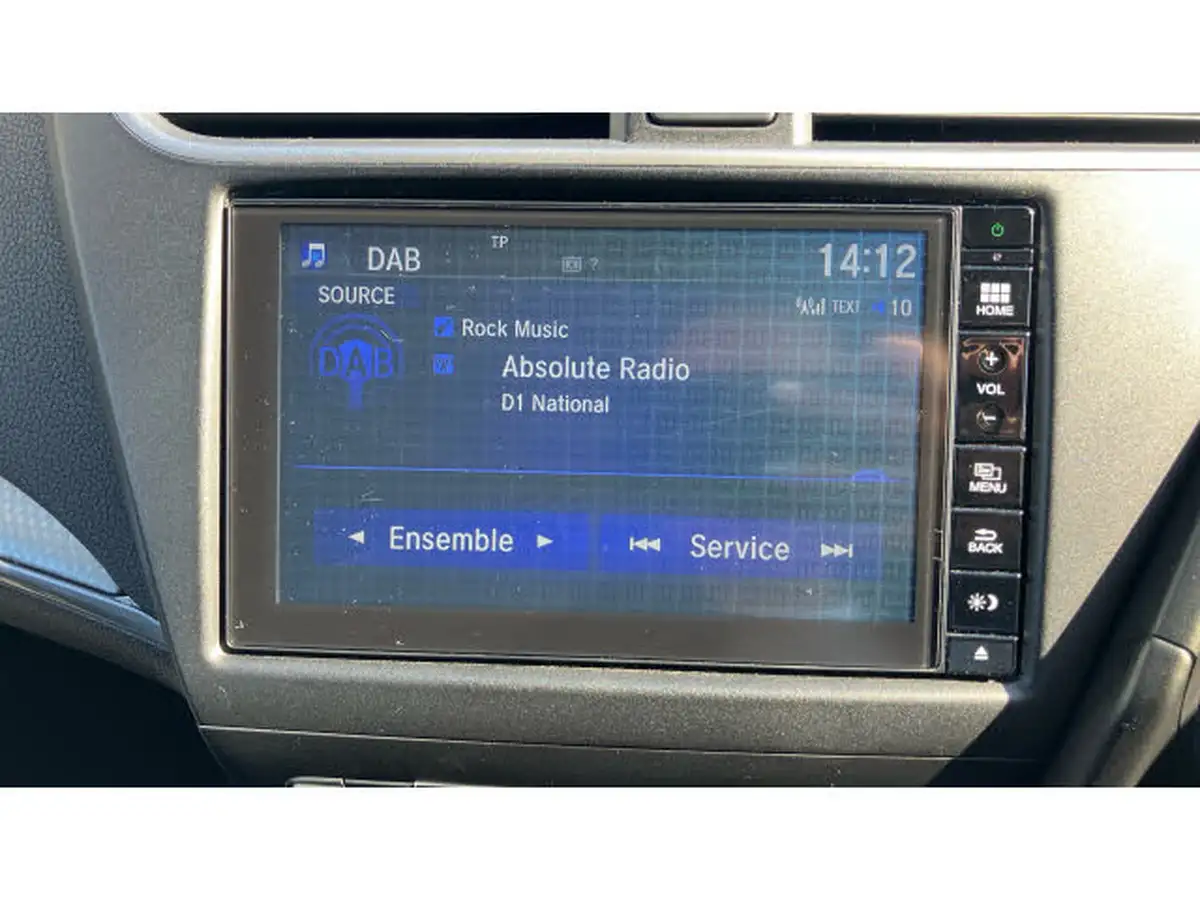 DAB
TP
?
14:12
SOURCE
TEXT
10
HOME
Rock Music
DAB
Absolute Radio
D1 National
+
VOL
-
MENU
Ensemble
Service
BACK